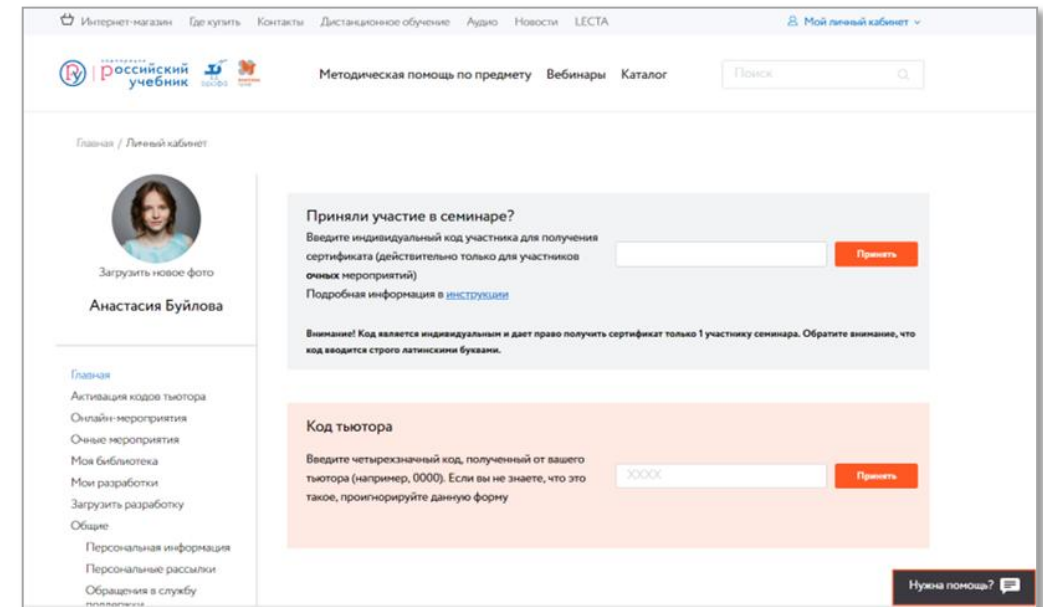 Интернет-магазин Где купить Контакты Дистанционное обучение Аудио Новости LECTA Мой личный кабинет
корпорация
российский
учебник
дрофа
Методическая помощь по предмету Вебинары Каталог Поиск
Главная / Личный кабинет
Загрузить новое фото
Анастасия Буйлова
Приняли участие в семинаре?
Введите индивидуальный код участника для получения
сертификата (действительно только для участников
очных мероприятий)
Подробная информация в инструкции
Принять
Внимание! Код является индивидуальным и дает право получить сертификат только 1 участнику семинара. Обратите внимание, что
код вводится строго латинскими буквами.
Главная
Активация кодов тьютора
Онлайн-мероприятия
Очные мероприятия
Моя библиотека
Мои разработки
Загрузить разработку
Общие
Персональная информация
Персональные рассылки
Обращения в службу
поддержки
Код тьютора
Введите четырехзначный код, полученный от вашего
тьютора (например, 0000). Если вы не знаете, что это
такое, проигнорируйте данную форму
XXXX
Принять
Нужна помощь?